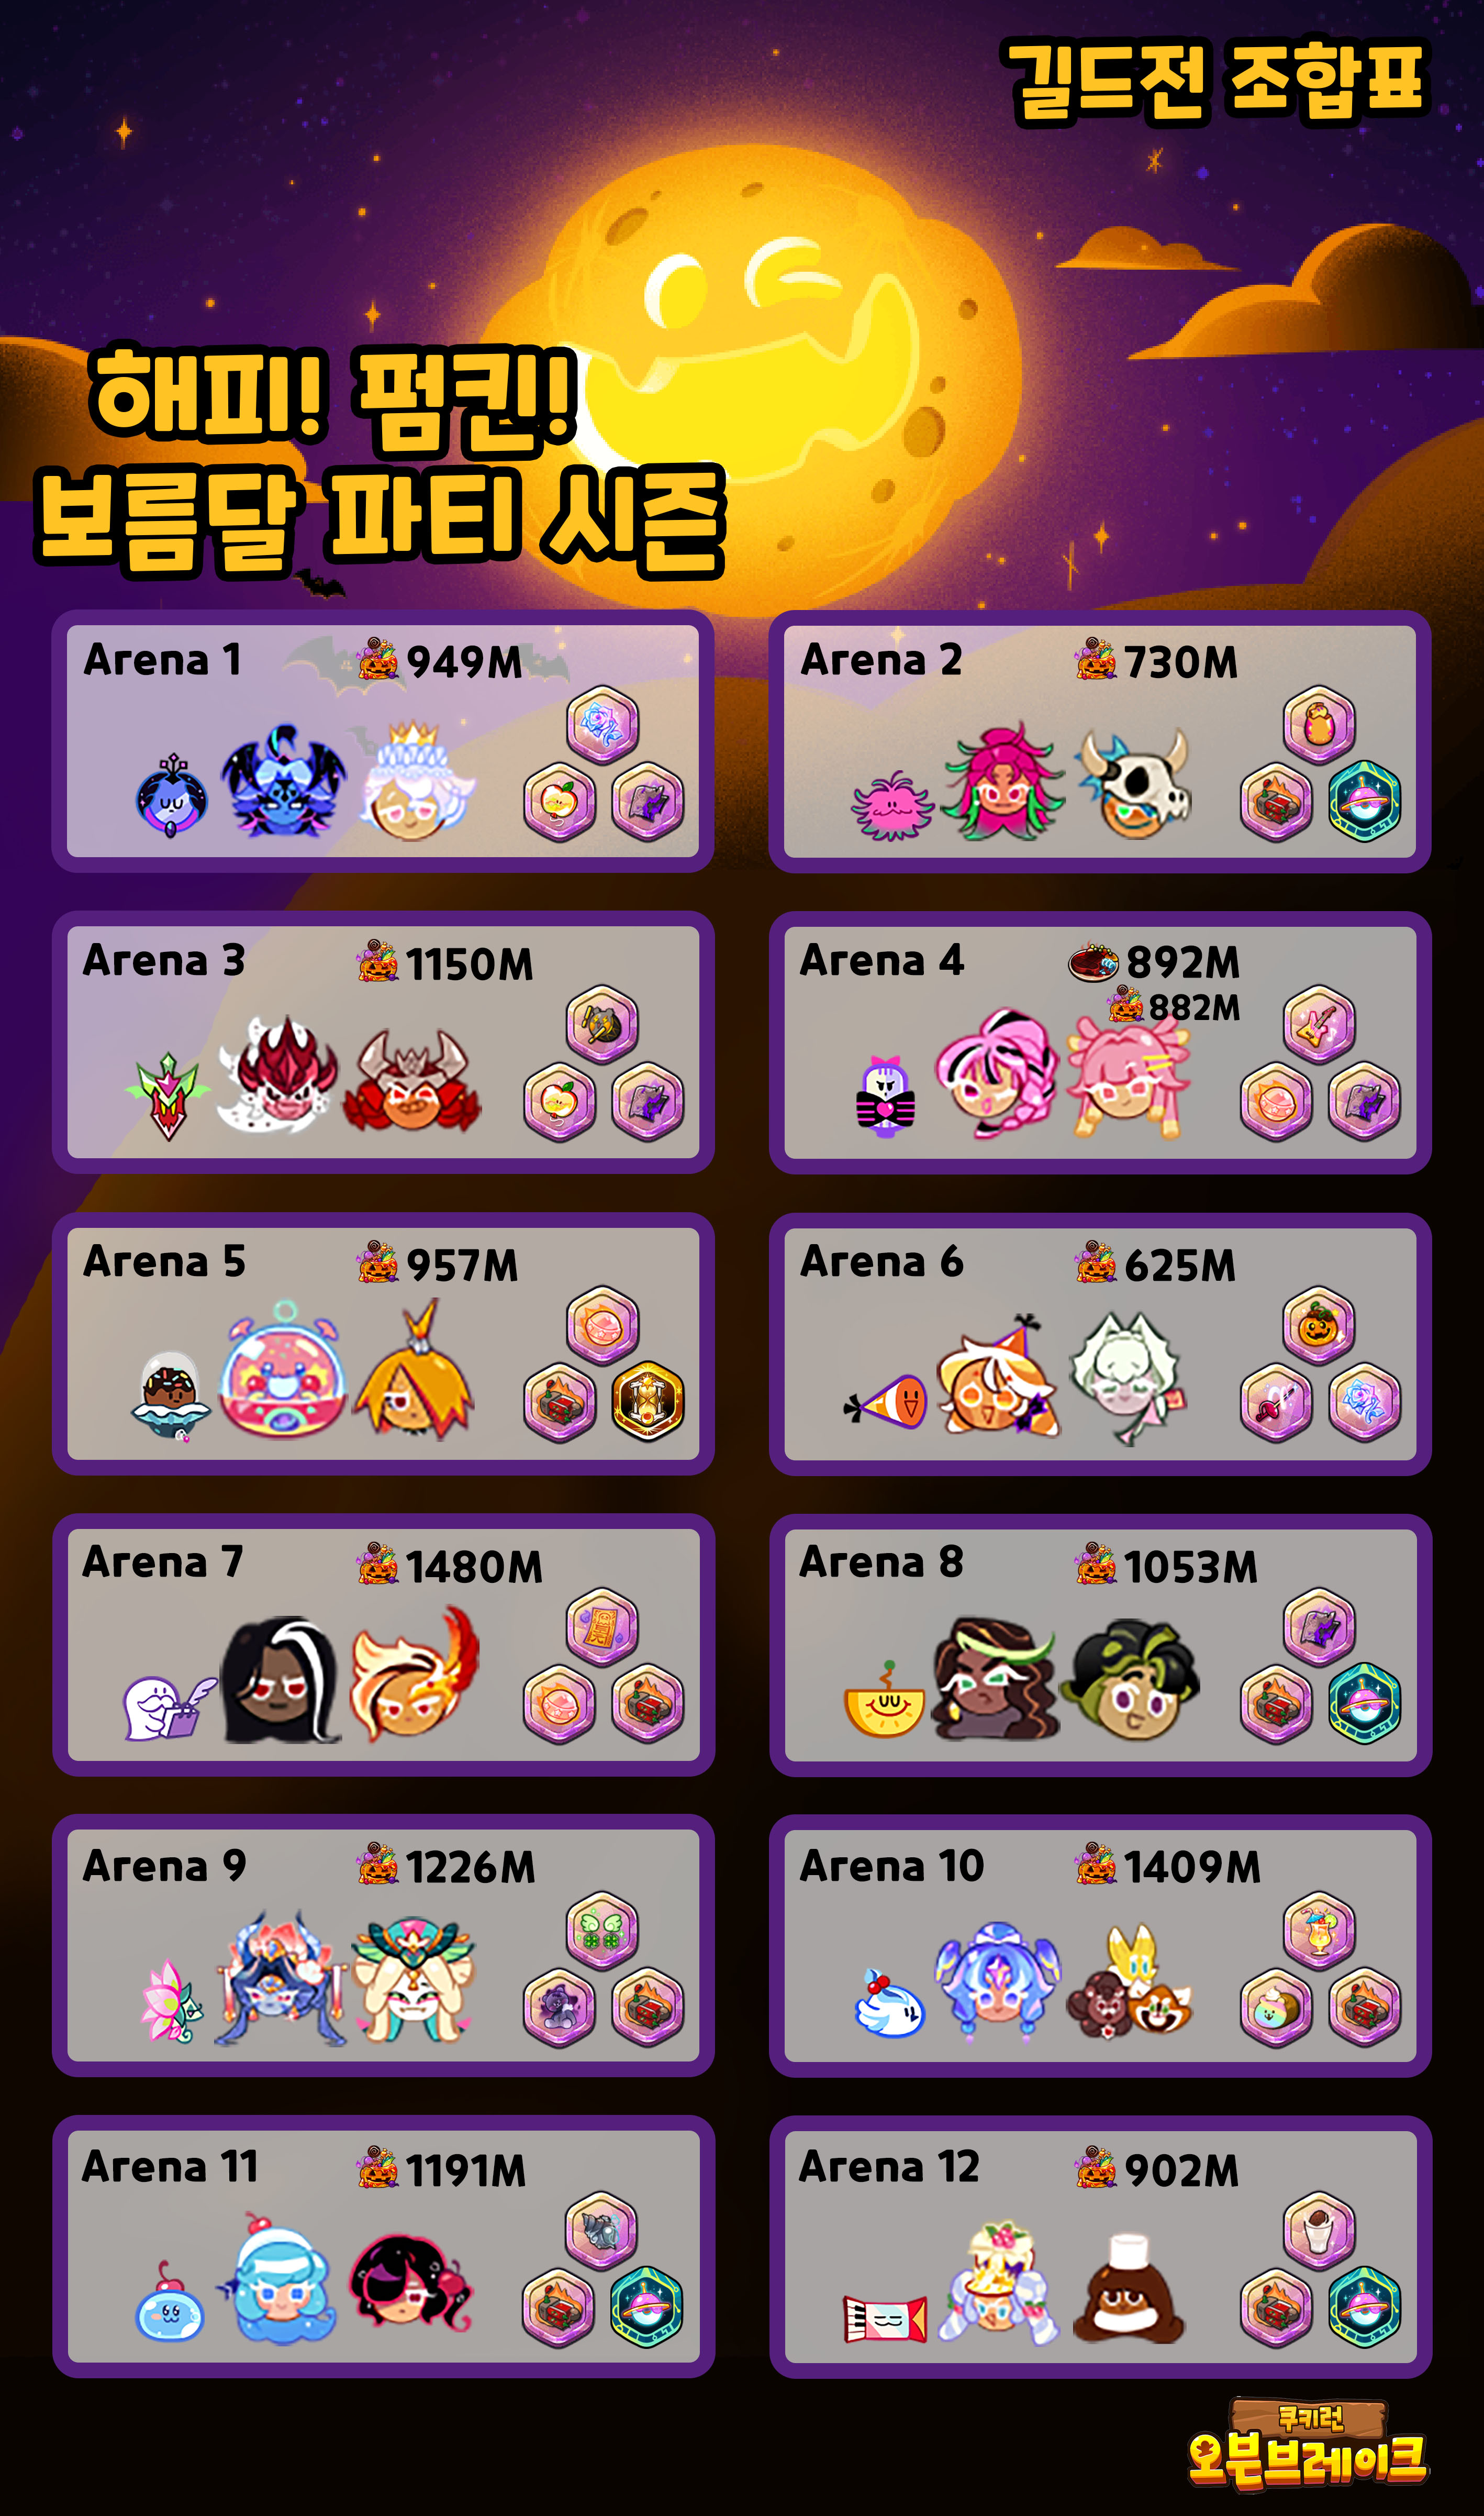 길드전 조합표
해피! 펌킨!
보름달 파티 시즌
Arena 1 949M
Arena 2 730M
Arena 3 1150M
Arena 4 892M
882M
Arena 5 957M
Arena 6 625M
Arena 7 1480M
Arena 8 1053M
Arena 9 1226M
Arena 10 1409M
Arena 11 1191M
Arena 12 902M
쿠키런
오븐브레이크